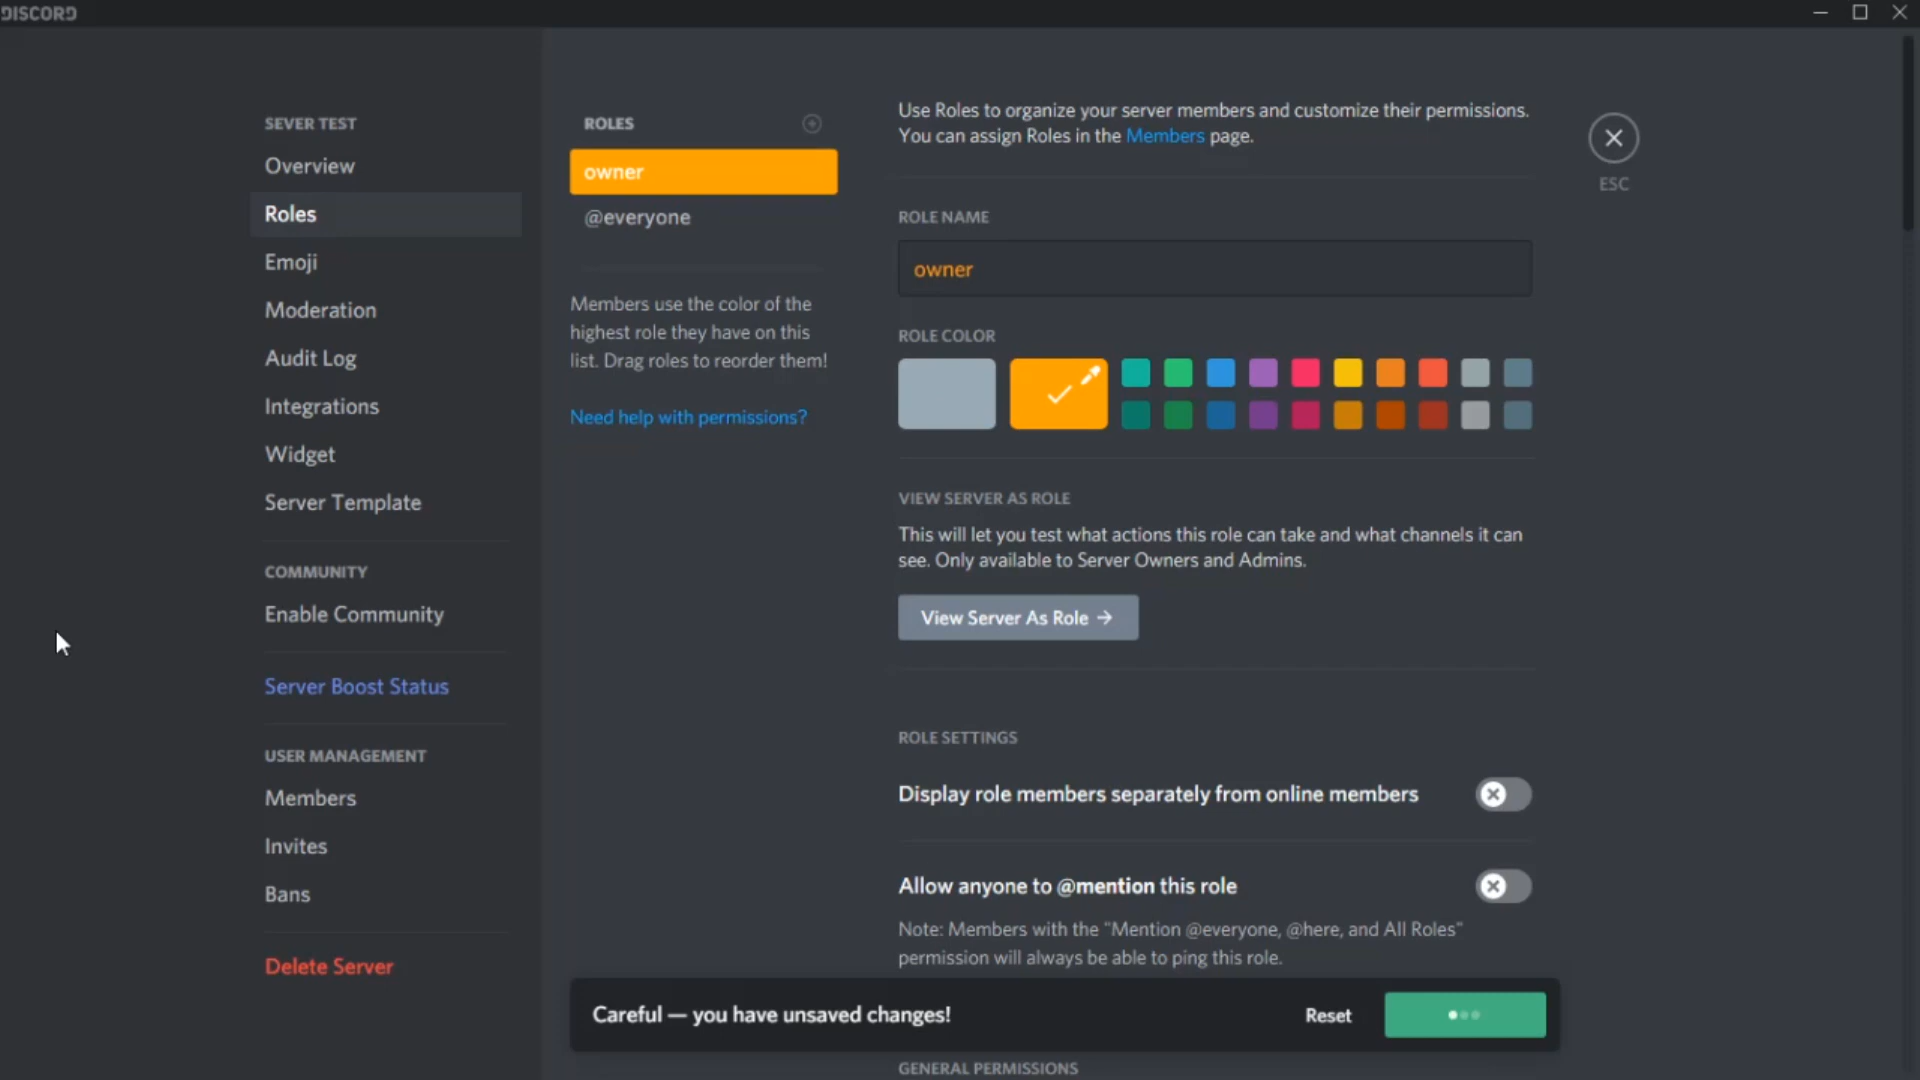 DISCORD
SEVER TEST
Overview
Roles
Emoji
Moderation
Audit Log
Integrations
Widget
Server Template
COMMUNITY
Enable Community
Server Boost Status
USER MANAGEMENT
Members
Invites
Bans
Delete Server
ROLES
owner
@everyone
Members use the color of the
highest role they have on this
list. Drag roles to reorder them!
Need help with permissions?
Use Roles to organize your server members and customize their permissions.
You can assign Roles in the Members page.
ESC
ROLE NAME
owner
ROLE COLOR
VIEW SERVER AS ROLE
This will let you test what actions this role can take and what channels it can
see. Only available to Server Owners and Admins.
View Server As Role →
ROLE SETTINGS
Display role members separately from online members
Allow anyone to @mention this role
Note: Members with the "Mention @everyone, @here, and All Roles"
permission will always be able to ping this role.
Careful — you have unsaved changes!
Reset
GENERAL PERMISSIONS